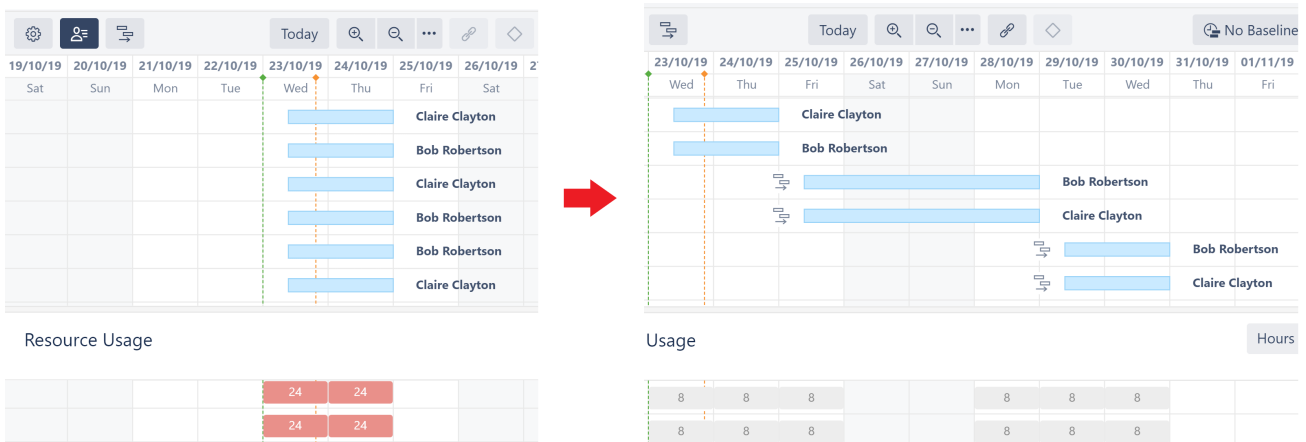 Today
19/10/19 20/10/19 21/10/19 22/10/19 23/10/19 24/10/19 25/10/19 26/10/19
Sat Sun Mon Tue Wed Thu Fri Sat
Claire Clayton
Bob Robertson
Claire Clayton
Bob Robertson
Bob Robertson
Claire Clayton
Resource Usage
24 24
24 24
Today No Baseline
23/10/19 24/10/19 25/10/19 26/10/19 27/10/19 28/10/19 29/10/19 30/10/19 31/10/19 01/11/19
Wed Thu Fri Sat Sun Mon Tue Wed Thu Fri
Claire Clayton
Bob Robertson
Bob Robertson
Claire Clayton
Bob Robertson
Claire Clayton
Usage Hours
8 8 8 8 8 8
8 8 8 8 8 8